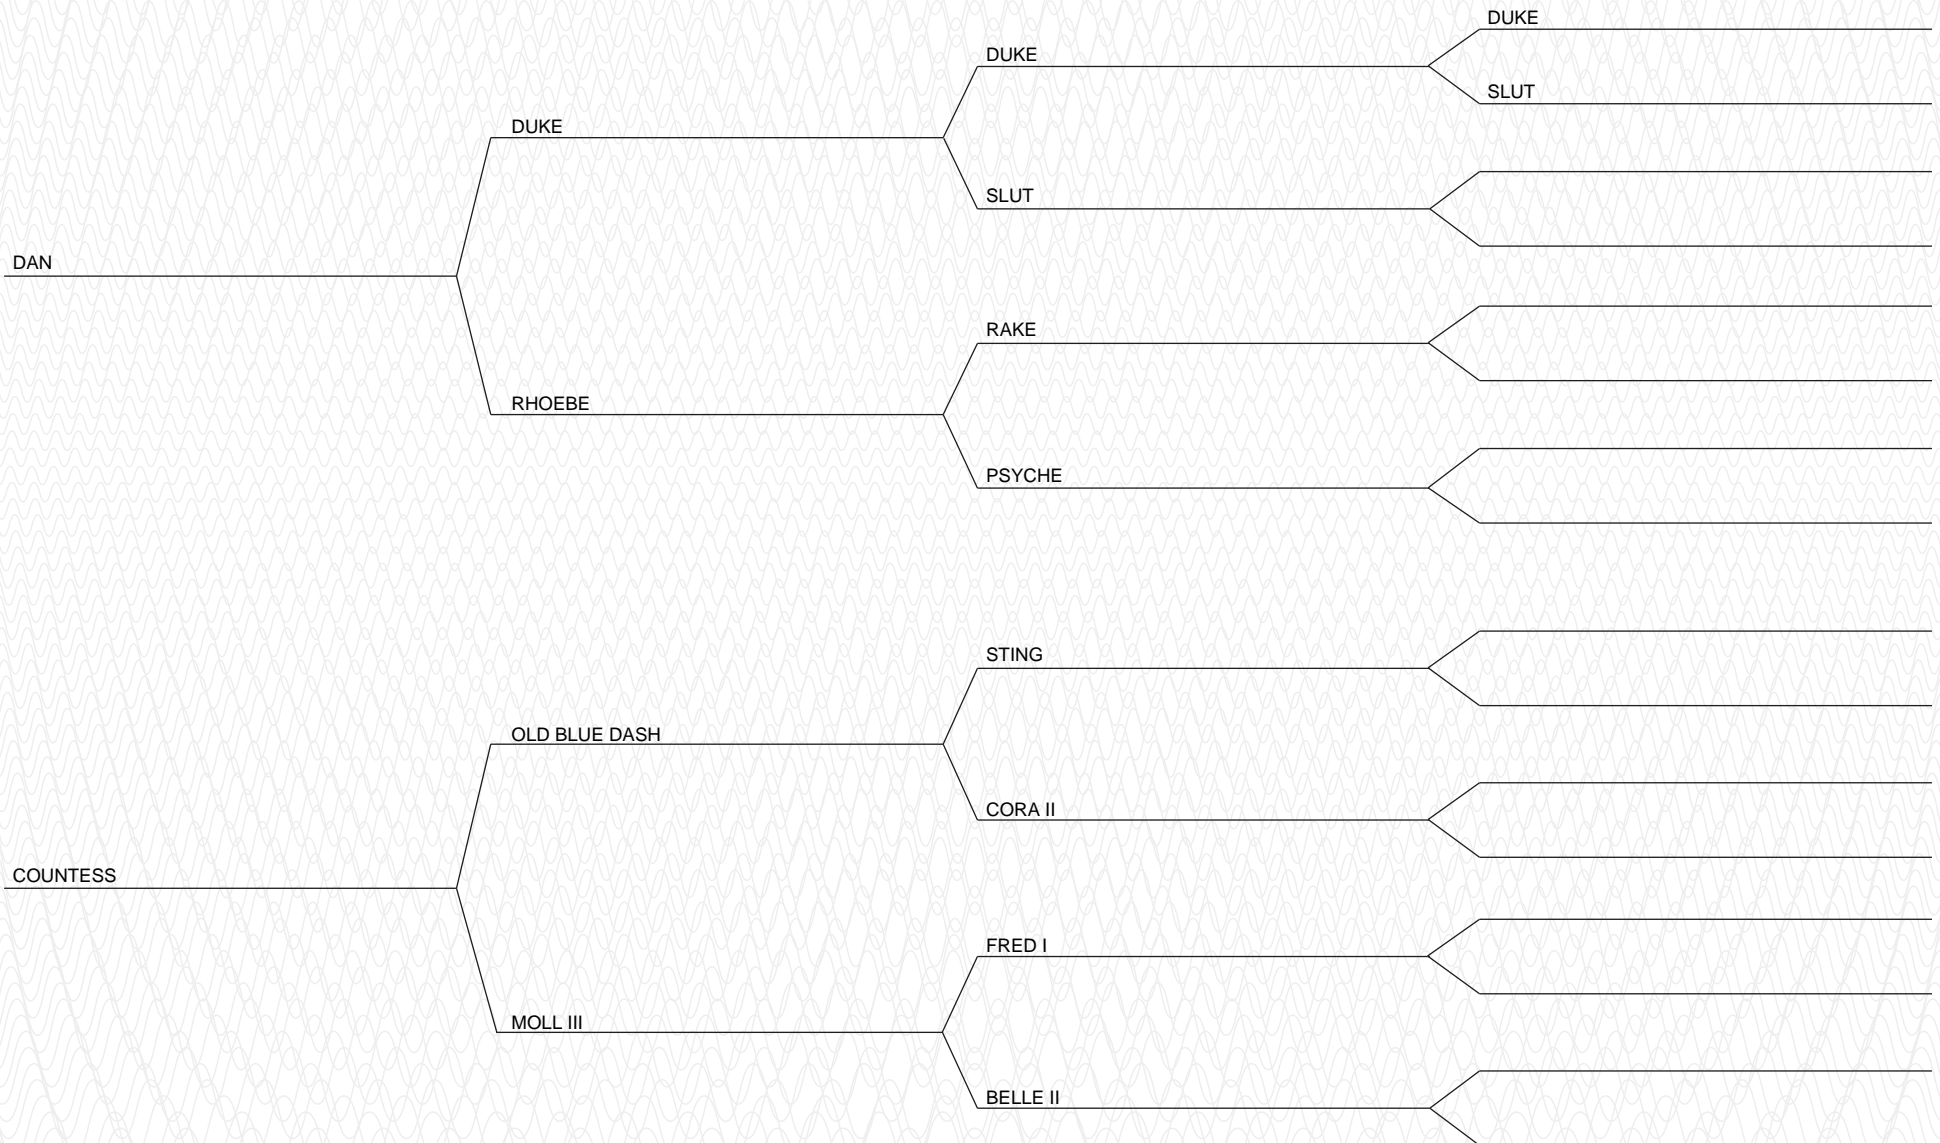 DUKE
DUKE
SLUT
DUKE
SLUT
DAN
RAKE
RHOEBE
PSYCHE
STING
OLD BLUE DASH
CORA II
COUNTESS
FRED I
MOLL III
BELLE II